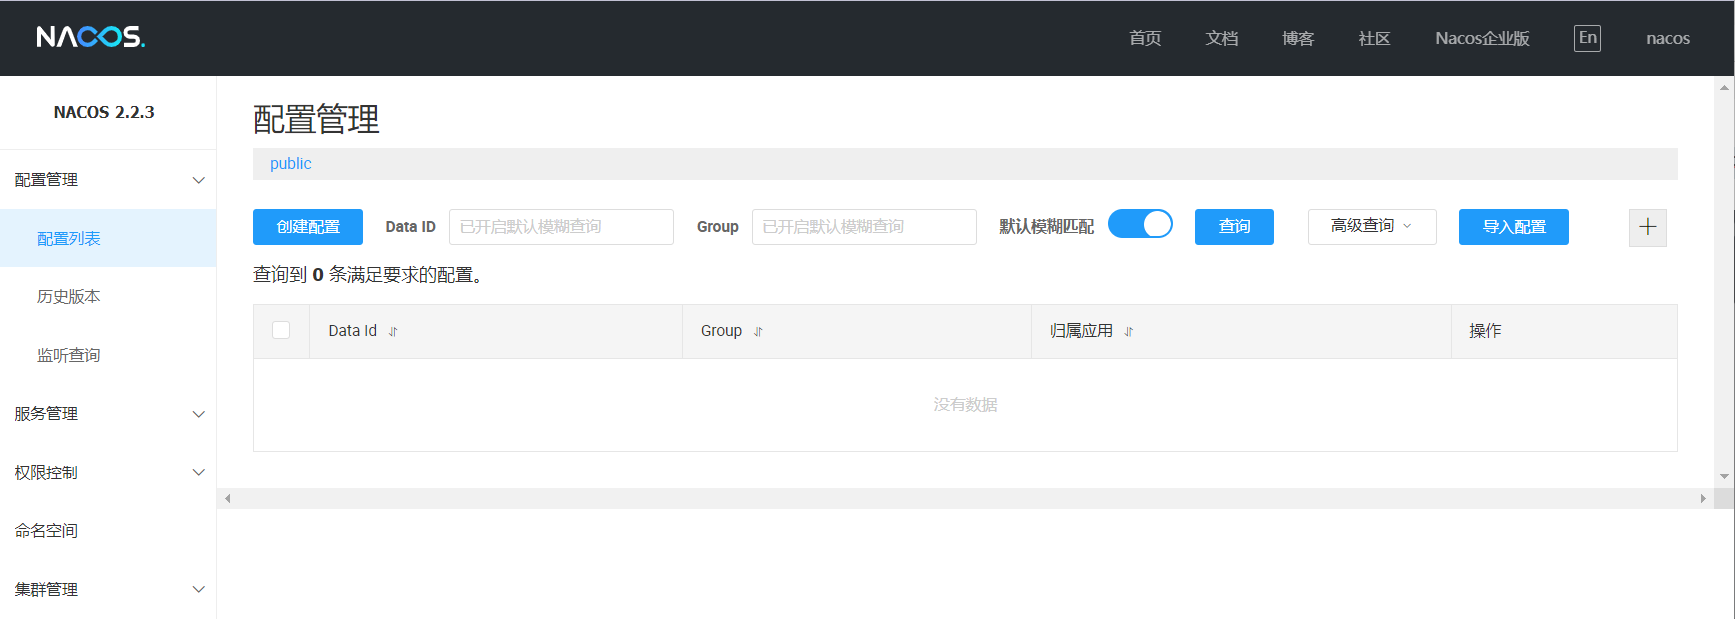 NACOS.
首页 文档 博客 社区 Nacos企业版 En nacos
NACOS 2.2.3
配置管理
配置列表
历史版本
监听查询
服务管理
权限控制
命名空间
集群管理
配置管理
public
创建配置 Data ID 已开启默认模糊查询 Group 已开启默认模糊查询 默认模糊匹配 查询 高级查询 导入配置
查询到 0 条满足要求的配置。
Data Id Group 归属应用 操作
没有数据